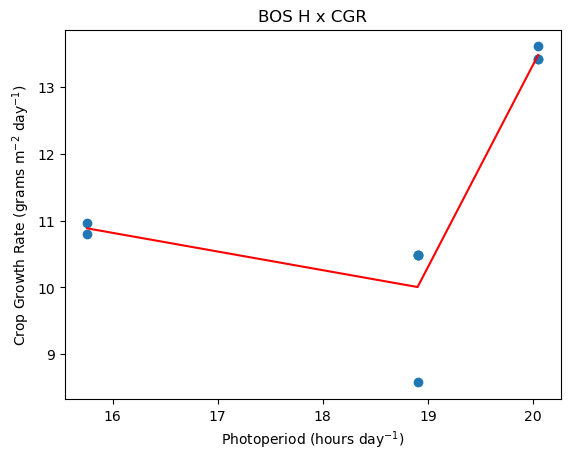 BOS H x CGR
Crop Growth Rate (grams m⁻² day⁻¹)
13
12
11
10
9
16 17 18 19 20
Photoperiod (hours day⁻¹)